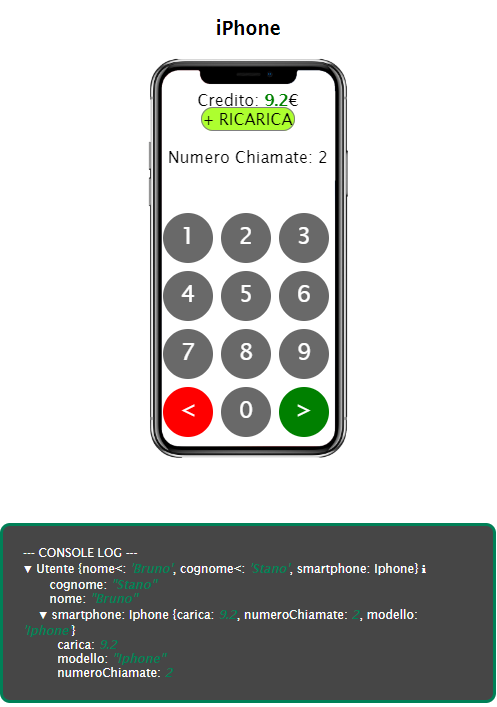 iPhone
Credito: 9.2€
+ RICARICA
Numero Chiamate: 2
1 2 3
4 5 6
7 8 9
< 0 >
--- CONSOLE LOG ---
▼ Utente {nome<: 'Bruno', cognome<: 'Stano', smartphone: Iphone} ℹ
cognome: "Stano"
nome: "Bruno"
▼ smartphone: Iphone {carica: 9.2, numeroChiamate: 2, modello:
'Iphone }
carica: 9.2
modello: "Iphone"
numeroChiamate: 2